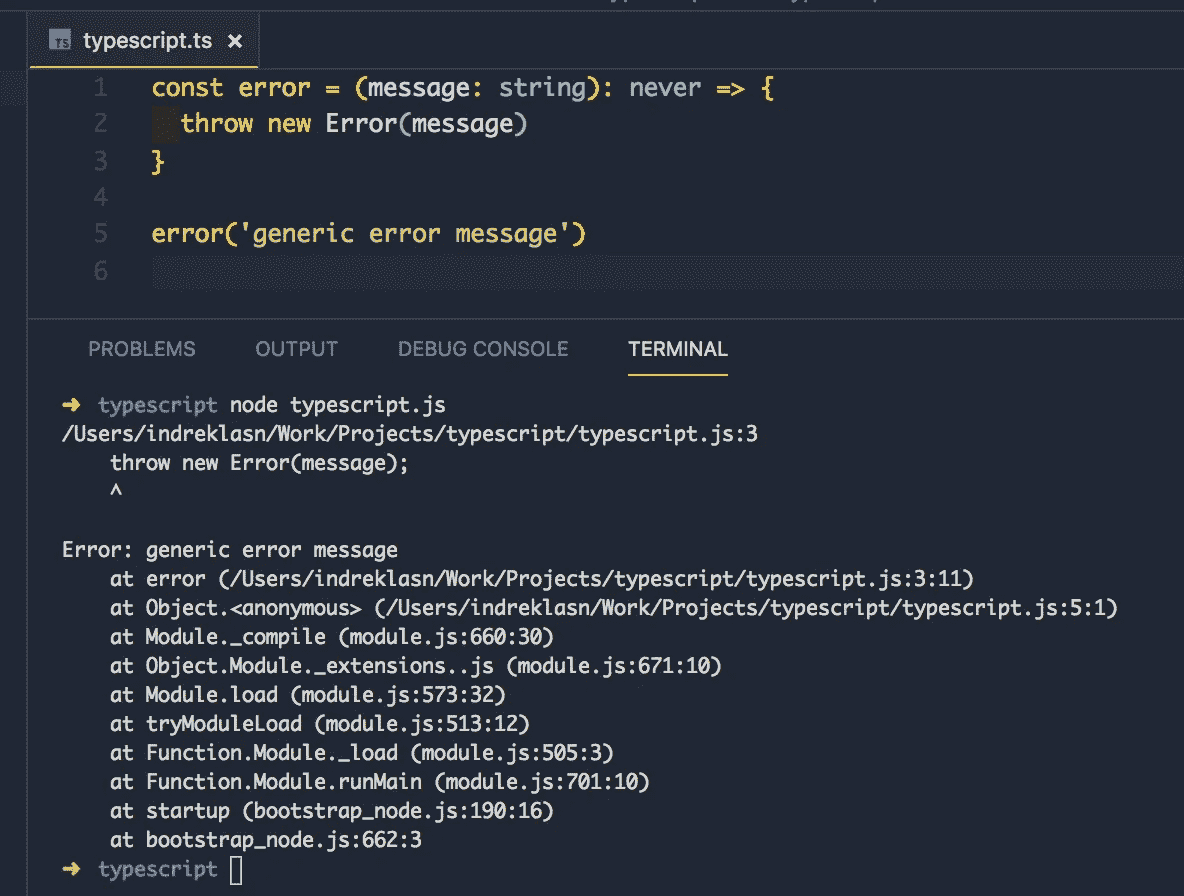 TS typescript.ts ×
1 const error = (message: string): never => {
2 throw new Error(message)
3 }
4
5 error('generic error message')
6
PROBLEMS OUTPUT DEBUG CONSOLE TERMINAL
➜ typescript node typescript.js
/Users/indreklasn/Work/Projects/typescript/typescript.js:3
    throw new Error(message);
    ^
Error: generic error message
    at error (/Users/indreklasn/Work/Projects/typescript/typescript.js:3:11)
    at Object.<anonymous> (/Users/indreklasn/Work/Projects/typescript/typescript.js:5:1)
    at Module._compile (module.js:660:30)
    at Object.Module._extensions..js (module.js:671:10)
    at Module.load (module.js:573:32)
    at tryModuleLoad (module.js:513:12)
    at Function.Module._load (module.js:505:3)
    at Function.Module.runMain (module.js:701:10)
    at startup (bootstrap_node.js:190:16)
    at bootstrap_node.js:662:3
➜ typescript